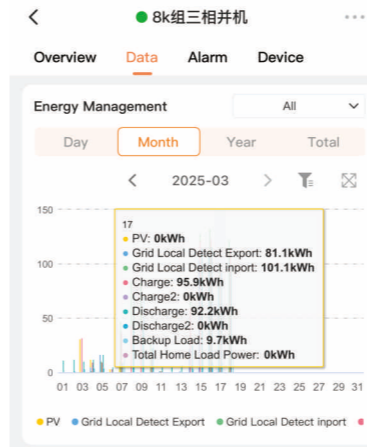 8k组三相并机
Overview Data Alarm Device
Energy Management All
Day Month Year Total
2025-03
150
17
PV: 0kWh
Grid Local Detect Export: 81.1kWh
100
Grid Local Detect inport: 101.1kWh
Charge: 95.9kWh
Charge2: 0kWh
50
Discharge: 92.2kWh
Discharge2: 0kWh
Backup Load: 9.7kWh
Total Home Load Power: 0kWh
0
01 03 05 07 09 11 13 15 17 19 21 23 25 27 29 31
PV Grid Local Detect Export Grid Local Detect inport